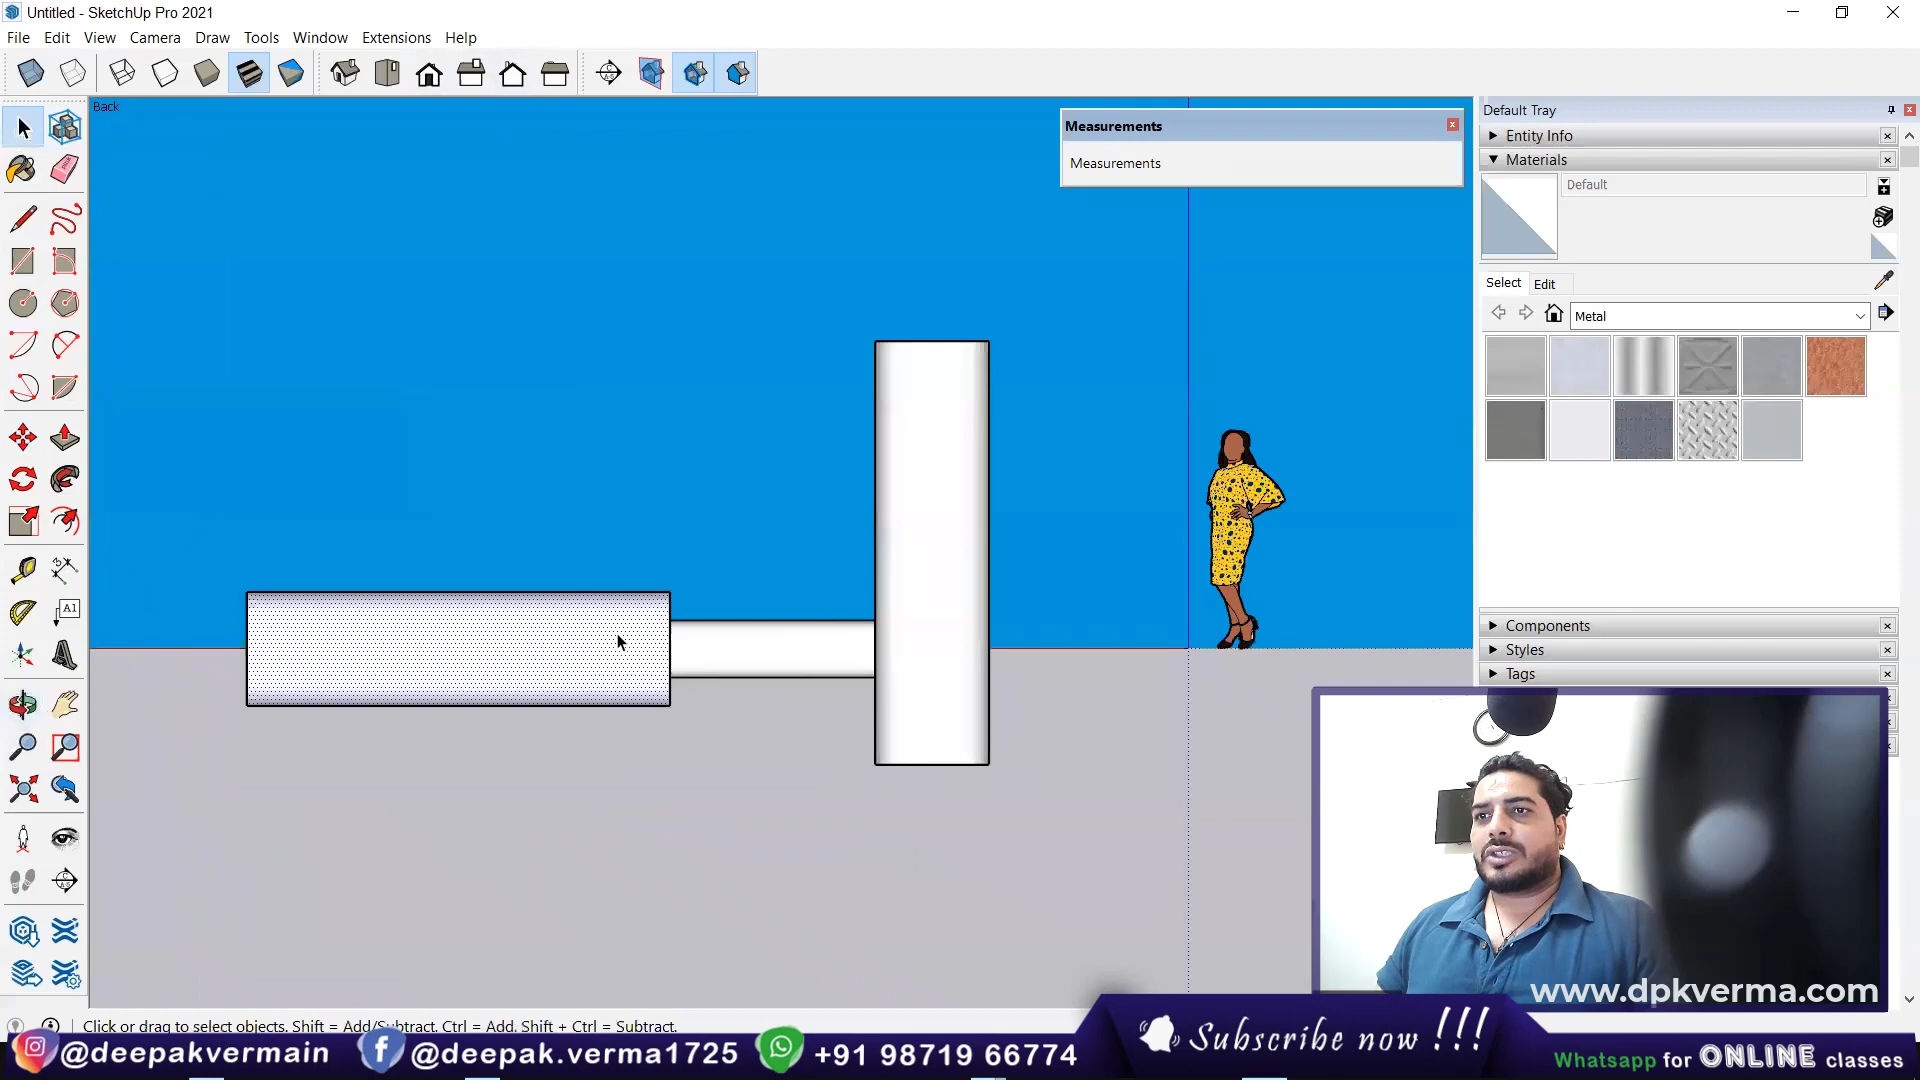 Untitled - SketchUp Pro 2021
File Edit View Camera Draw Tools Window Extensions Help
Back
Measurements
Measurements
Default Tray
Entity Info
Materials
Default
Select Edit
Metal
Components
Styles
Tags
A1
www.dpkverma.com
Click or drag to select objects. Shift = Add/Subtract. Ctrl = Add. Shift + Ctrl = Subtract.
@deepakvermain @deepak.verma1725 +91 98719 66774 Subscribe now !!! Whatsapp for ONLINE classes